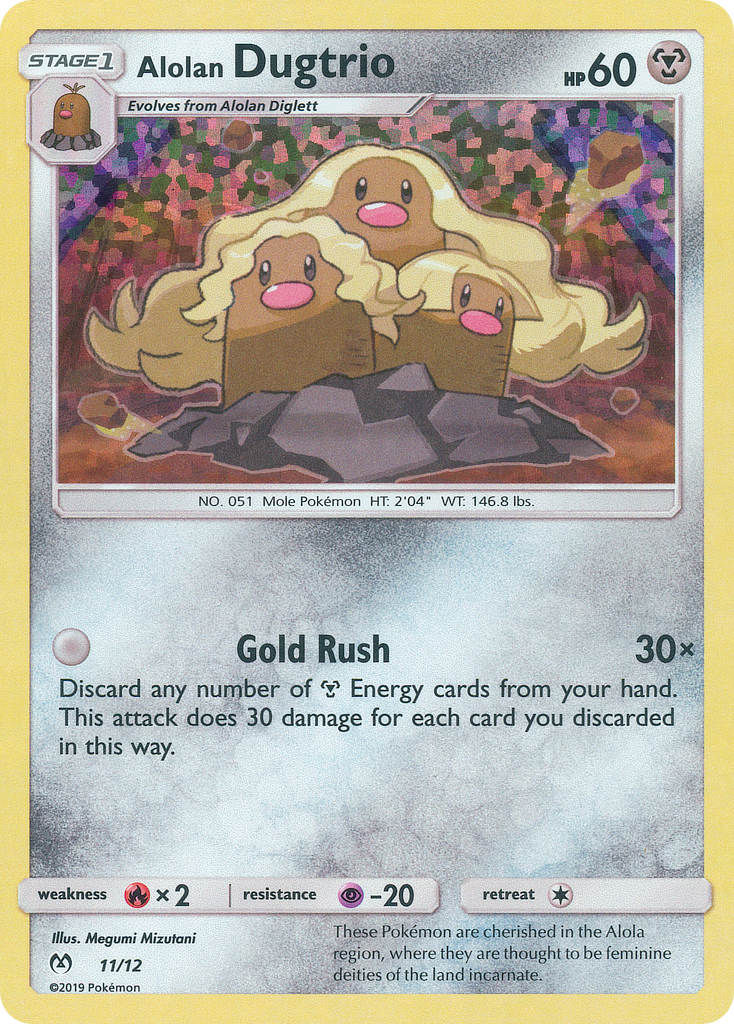 STAGE1 Alolan Dugtrio HP60
Evolves from Alolan Diglett
NO. 051 Mole Pokémon HT: 2'04" WT: 146.8 lbs.
Gold Rush 30×
Discard any number of Energy cards from your hand.
This attack does 30 damage for each card you discarded
in this way.
weakness ×2 resistance -20 retreat
Illus. Megumi Mizutani
11/12
©2019 Pokémon
These Pokémon are cherished in the Alola
region, where they are thought to be feminine
deities of the land incarnate.